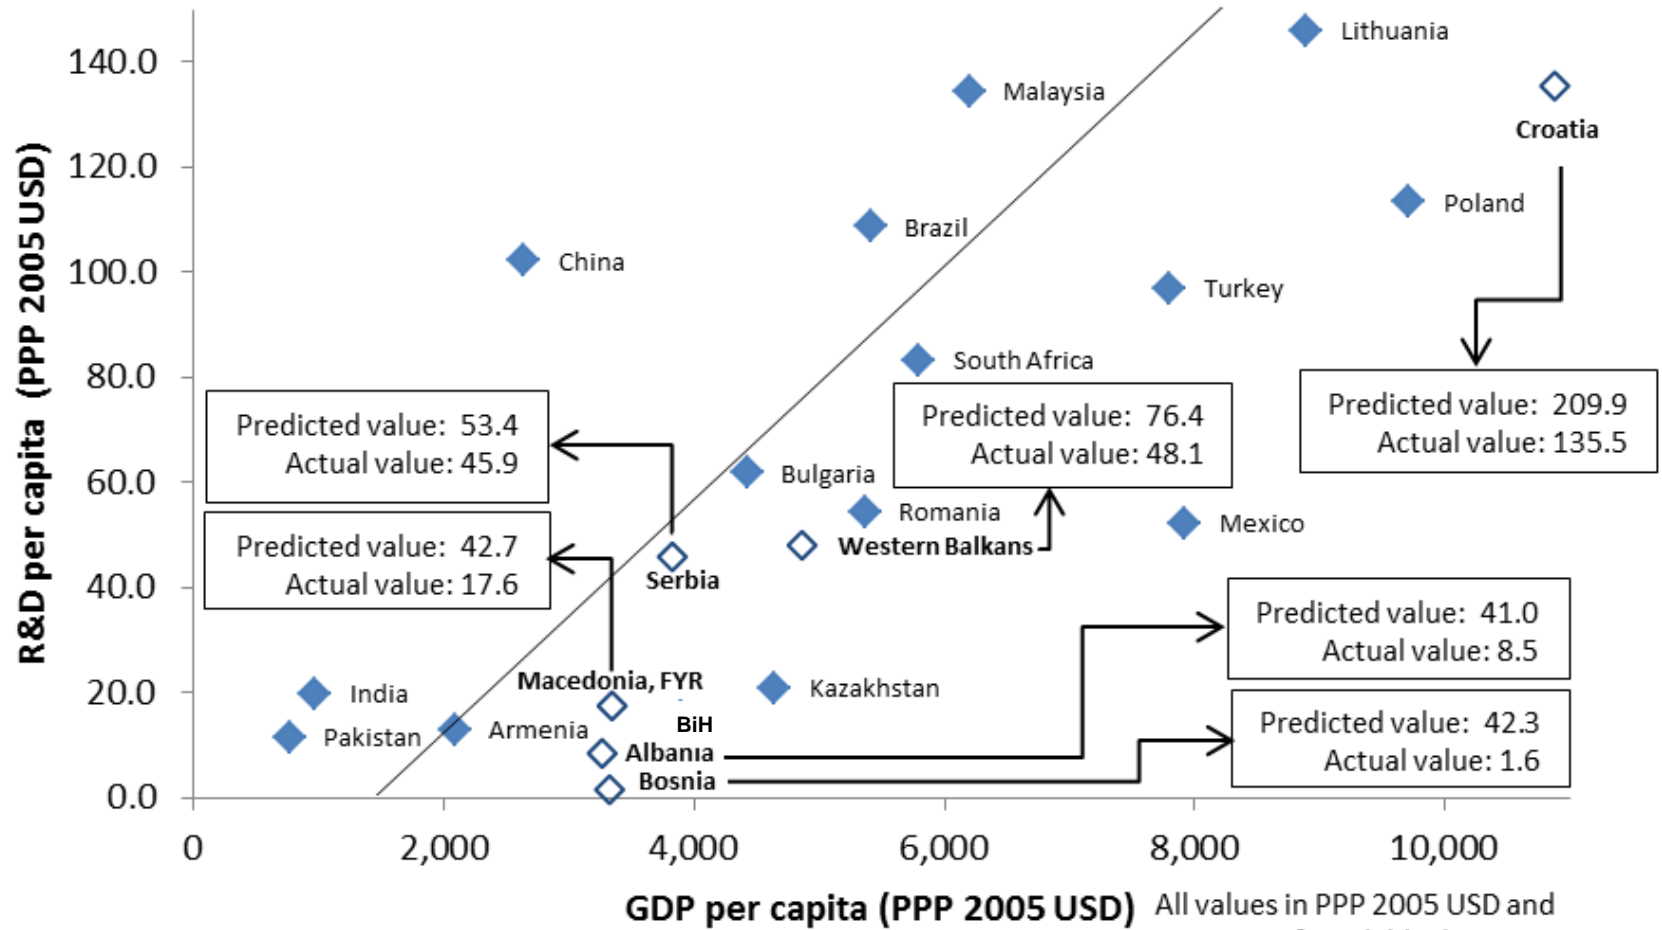 Lithuania
140.0
Malaysia
Croatia
120.0
Poland
Brazil
China
100.0
Turkey
South Africa
80.0
Predicted value: 53.4
Actual value: 45.9
Predicted value: 76.4
Actual value: 48.1
Predicted value: 209.9
Actual value: 135.5
Bulgaria
60.0
Romania
Mexico
Western Balkans
Predicted value: 42.7
Actual value: 17.6
Serbia
40.0
Predicted value: 41.0
Actual value: 8.5
Macedonia, FYR
India
20.0
Kazakhstan
BiH
Pakistan
Armenia
Albania
Bosnia
Predicted value: 42.3
Actual value: 1.6
0.0
R&D per capita (PPP 2005 USD)
0
2,000
4,000
6,000
8,000
10,000
GDP per capita (PPP 2005 USD)
All values in PPP 2005 USD and